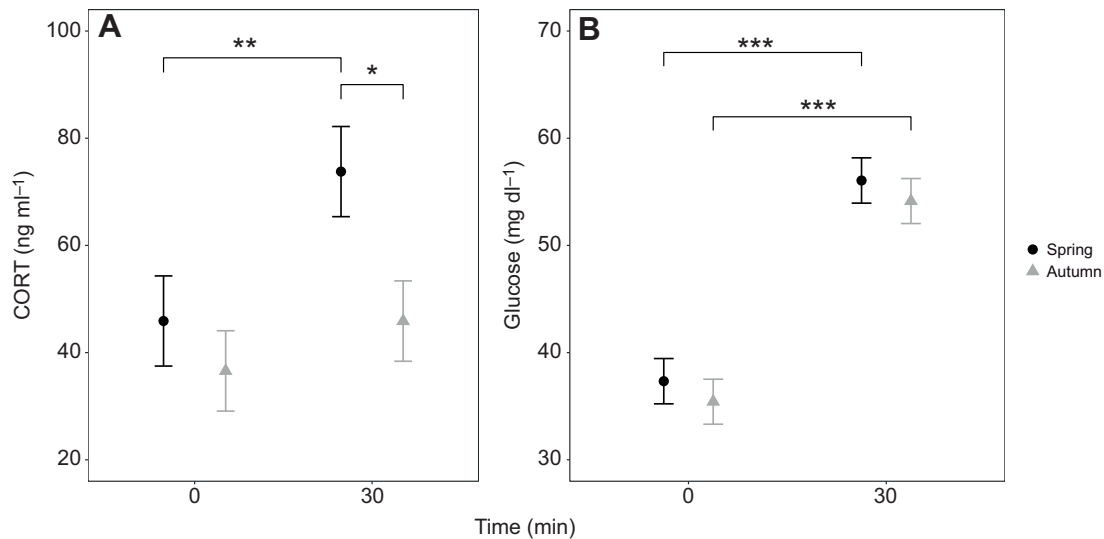 A
100
80
60
40
20
CORT (ng ml⁻¹)
**
*
0
30
B
70
60
50
40
30
Glucose (mg dl⁻¹)
***
***
0
30
Time (min)
Spring
Autumn